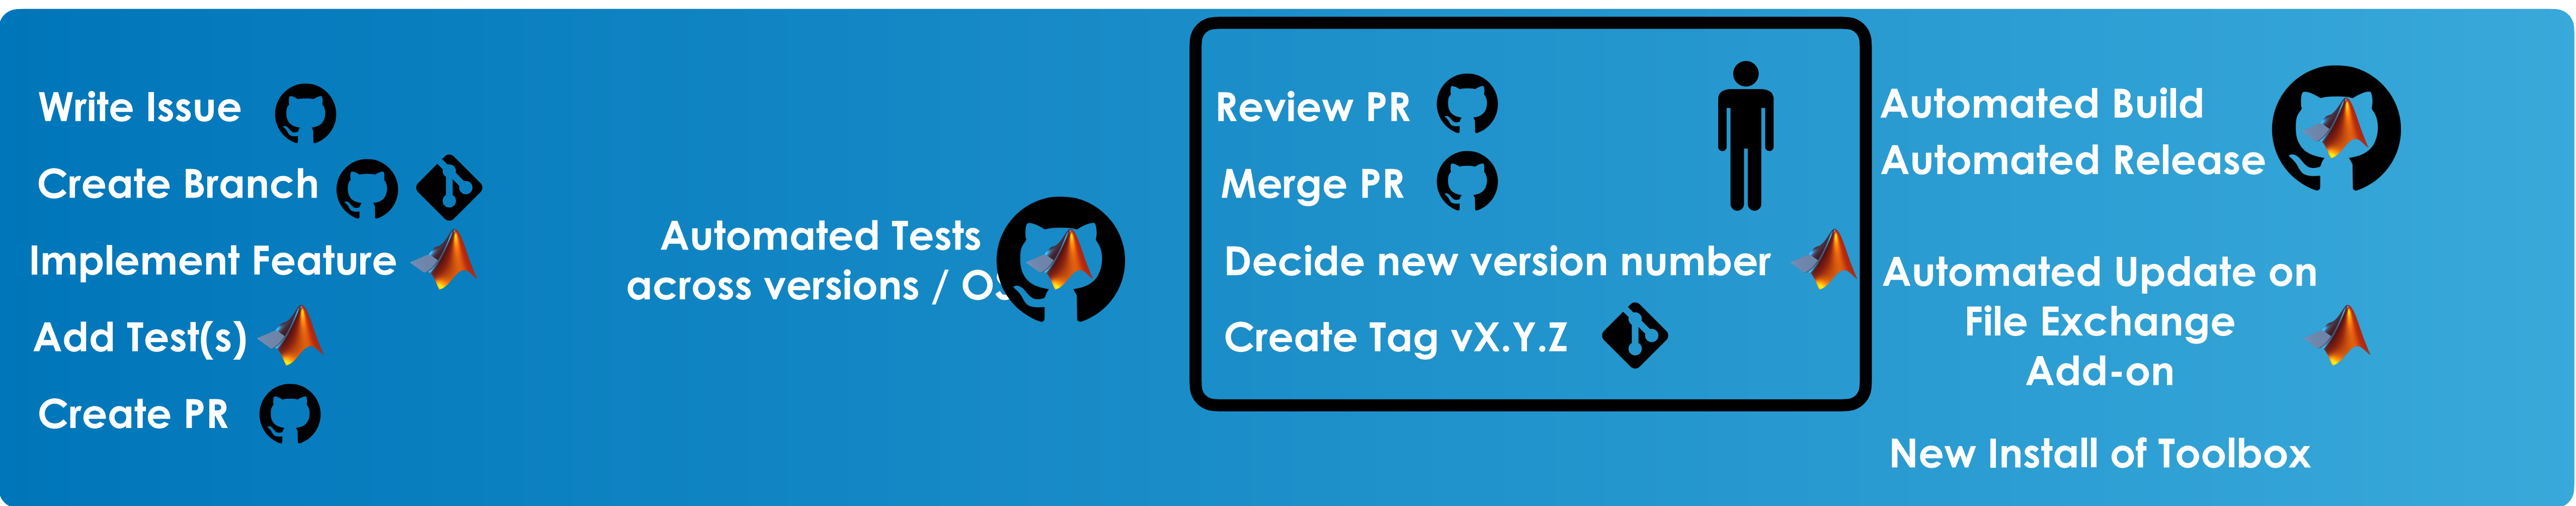 Write Issue
Create Branch
Implement Feature
Add Test(s)
Create PR
Automated Tests
across versions / OS
Review PR
Merge PR
Decide new version number
Create Tag vX.Y.Z
Automated Build
Automated Release
Automated Update on
File Exchange
Add-on
New Install of Toolbox